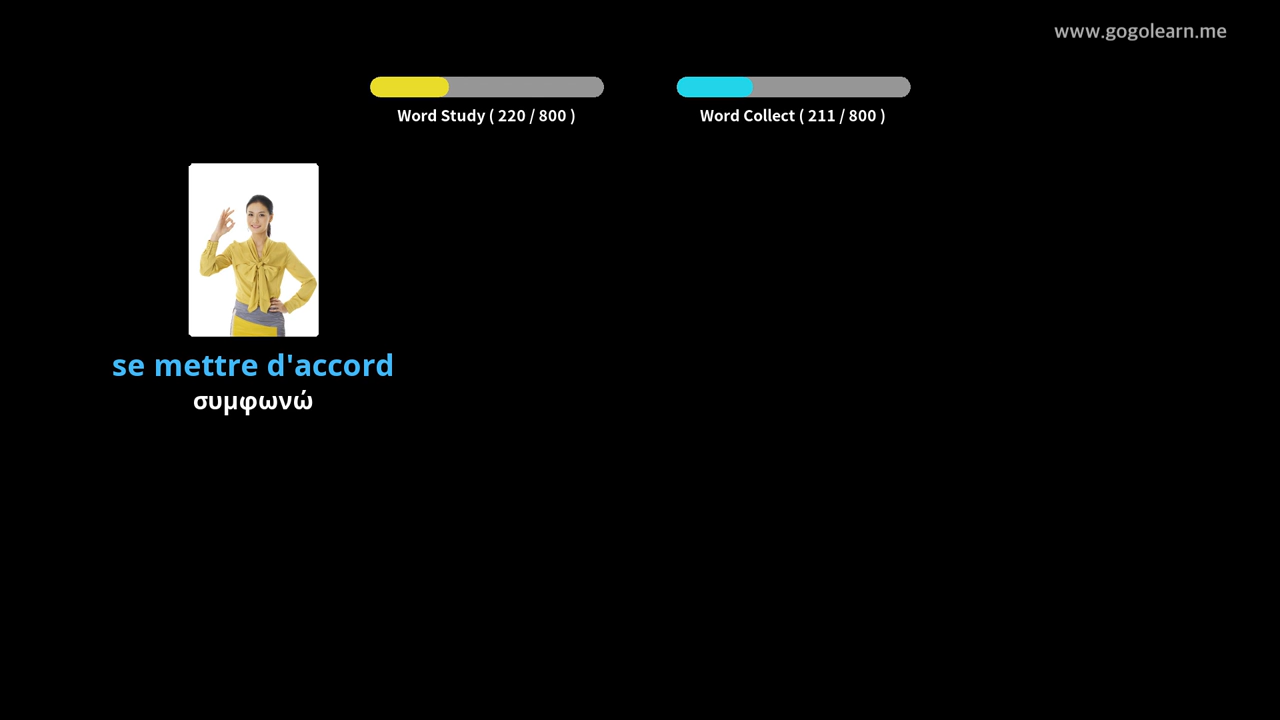 www.gogolearn.me
Word Study ( 220 / 800 )
Word Collect ( 211 / 800 )
se mettre d'accord
συμφωνώ